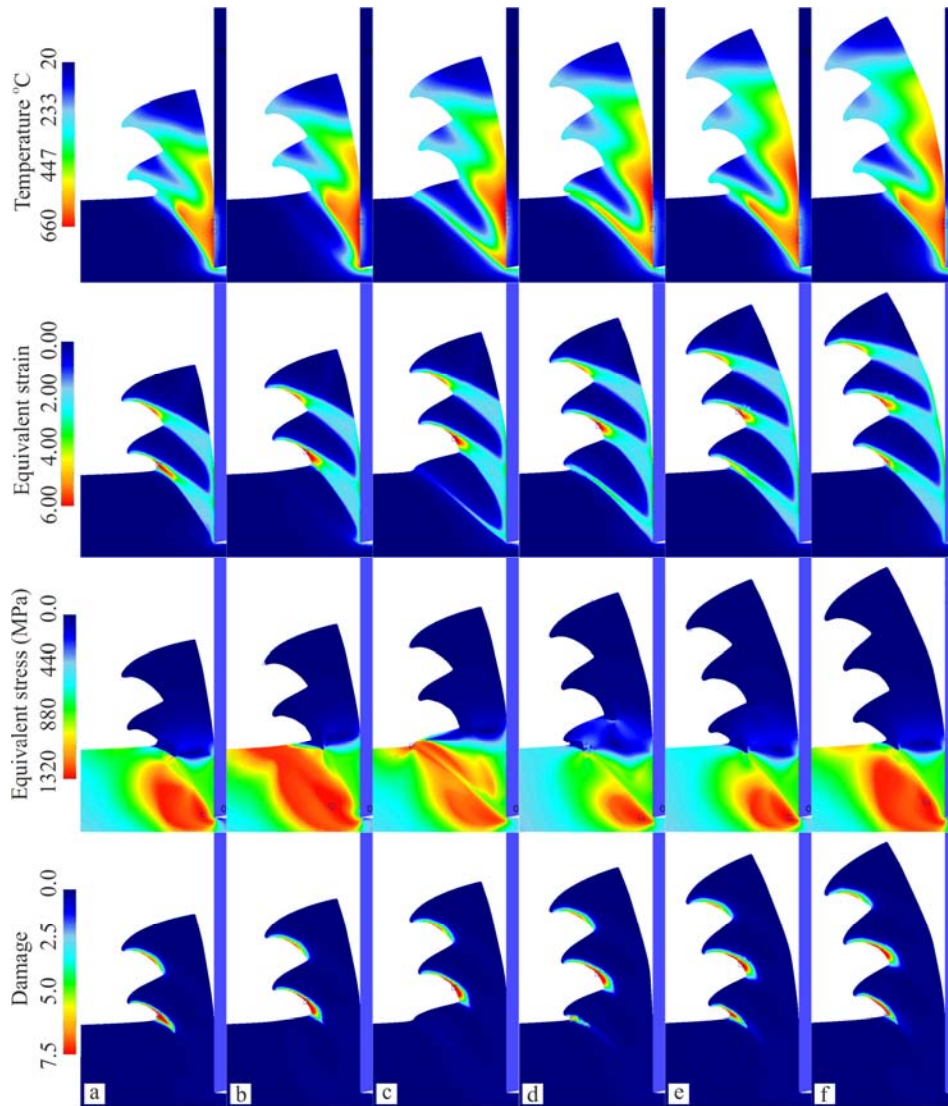 Temperature °C
20
233
447
660
Equivalent strain
0.00
2.00
4.00
6.00
Equivalent stress (MPa)
0.0
440
880
1320
Damage
0.0
2.5
5.0
7.5
a
b
c
d
e
f